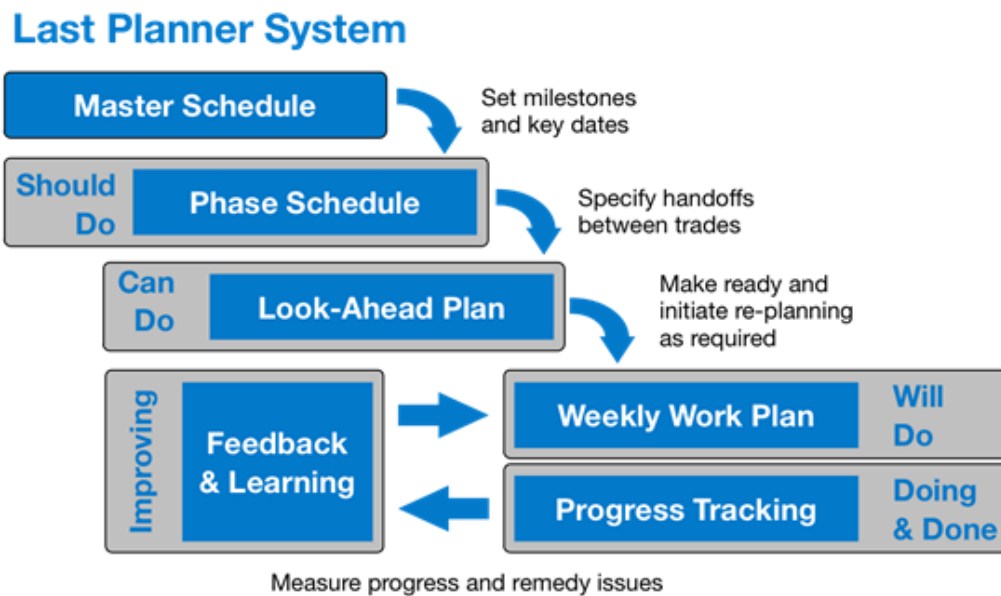 Last Planner System
Master Schedule
Set milestones
and key dates
Should
Do
Phase Schedule
Specify handoffs
between trades
Can
Do
Look-Ahead Plan
Make ready and
initiate re-planning
as required
Improving
Feedback
& Learning
Weekly Work Plan
Will
Do
Progress Tracking
Doing
& Done
Measure progress and remedy issues